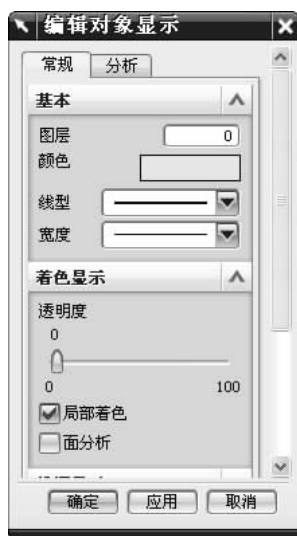 编辑对象显示
常规 分析
基本
图层 0
颜色
线型
宽度
着色显示
透明度
0
0 100
局部着色
面分析
确定 应用 取消